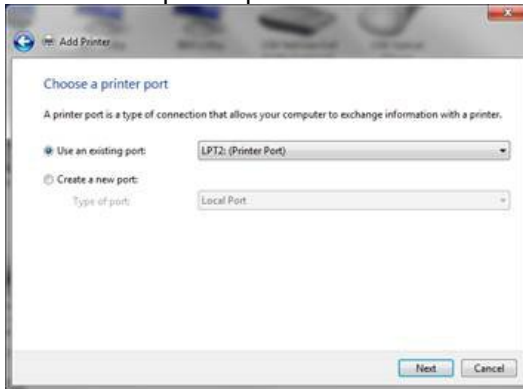 Add Printer
Choose a printer port
A printer port is a type of connection that allows your computer to exchange information with a printer.
Use an existing port:
LPT2: (Printer Port)
Create a new port:
Type of port:
Local Port
Next
Cancel